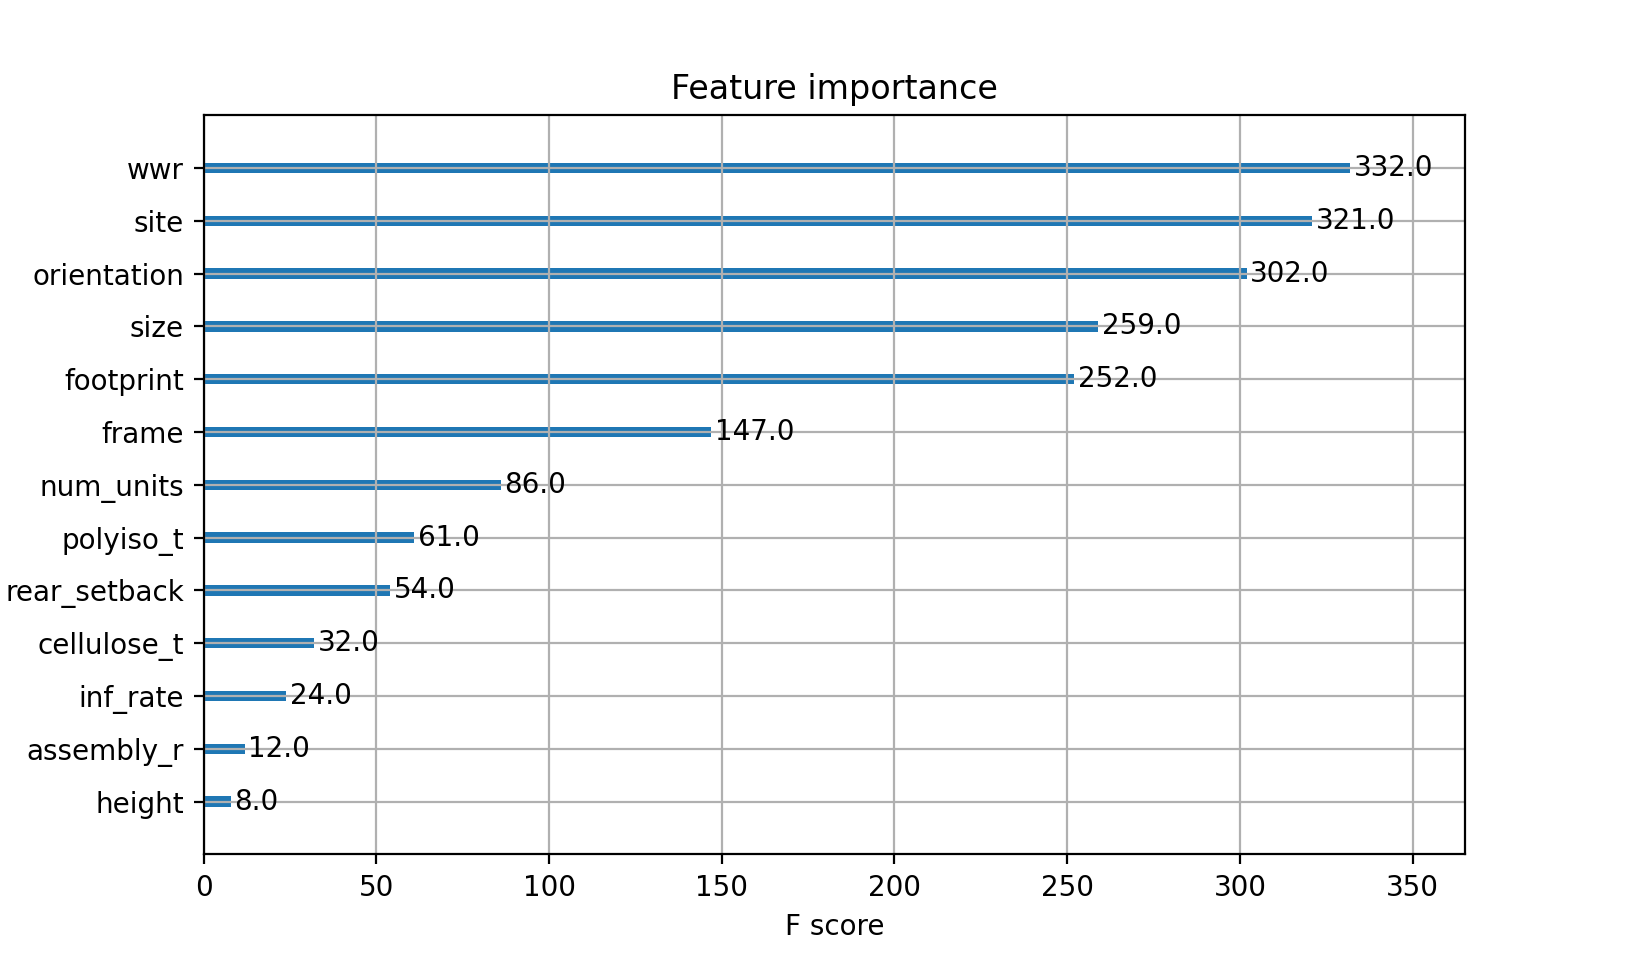 Feature importance
wwr 332.0
site 321.0
orientation 302.0
size 259.0
footprint 252.0
frame 147.0
num_units 86.0
polyiso_t 61.0
rear_setback 54.0
cellulose_t 32.0
inf_rate 24.0
assembly_r 12.0
height 8.0
0 50 100 150 200 250 300 350
F score